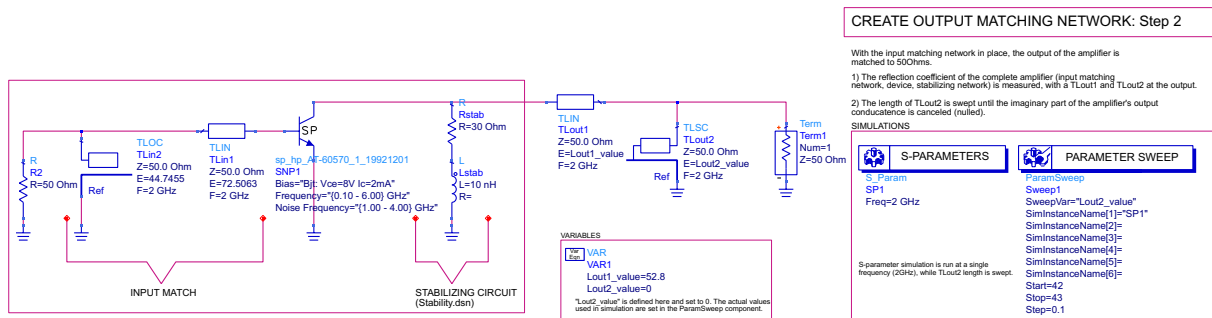 CREATE OUTPUT MATCHING NETWORK: Step 2
With the input matching network in place, the output of the amplifier is
matched to 50Ohms.
1) The reflection coefficient of the complete amplifier (input matching
network, device, stabilizing network) is measured, with a TLout1 and TLout2 at the output.
2) The length of TLout2 is swept until the imaginary part of the amplifier's output
conducatence is canceled (nulled).
SIMULATIONS
S-PARAMETERS
S_Param
SP1
Freq=2 GHz
S-parameter simulation is run at a single
frequency (2GHz), while TLout2 length is swept.
PARAMETER SWEEP
ParamSweep
Sweep1
SweepVar="Lout2_value"
SimInstanceName[1]="SP1"
SimInstanceName[2]=
SimInstanceName[3]=
SimInstanceName[4]=
SimInstanceName[5]=
SimInstanceName[6]=
Start=42
Stop=43
Step=0.1
R
R2
R=50 Ohm
Ref
TLOC
TLin2
Z=50.0 Ohm
E=44.7455
F=2 GHz
TLIN
TLin1
Z=50.0 Ohm
E=72.5063
F=2 GHz
SP
sp_hp_AT-60570_1_19921201
SNP1
Bias="Bjt: Vce=8V Ic=2mA"
Frequency="{0.10 - 6.00} GHz"
Noise Frequency="{1.00 - 4.00} GHz"
R
Rstab
R=30 Ohm
L
Lstab
L=10 nH
R=
INPUT MATCH
STABILIZING CIRCUIT
(Stability.dsn)
TLIN
TLout1
Z=50.0 Ohm
E=Lout1_value
F=2 GHz
Ref
TLSC
TLout2
Z=50.0 Ohm
E=Lout2_value
F=2 GHz
Term
Term1
Num=1
Z=50 Ohm
VARIABLES
Var
Eqn
VAR
VAR1
Lout1_value=52.8
Lout2_value=0
"Lout2_value" is defined here and set to 0. The actual values
used in simulation are set in the ParamSweep component.